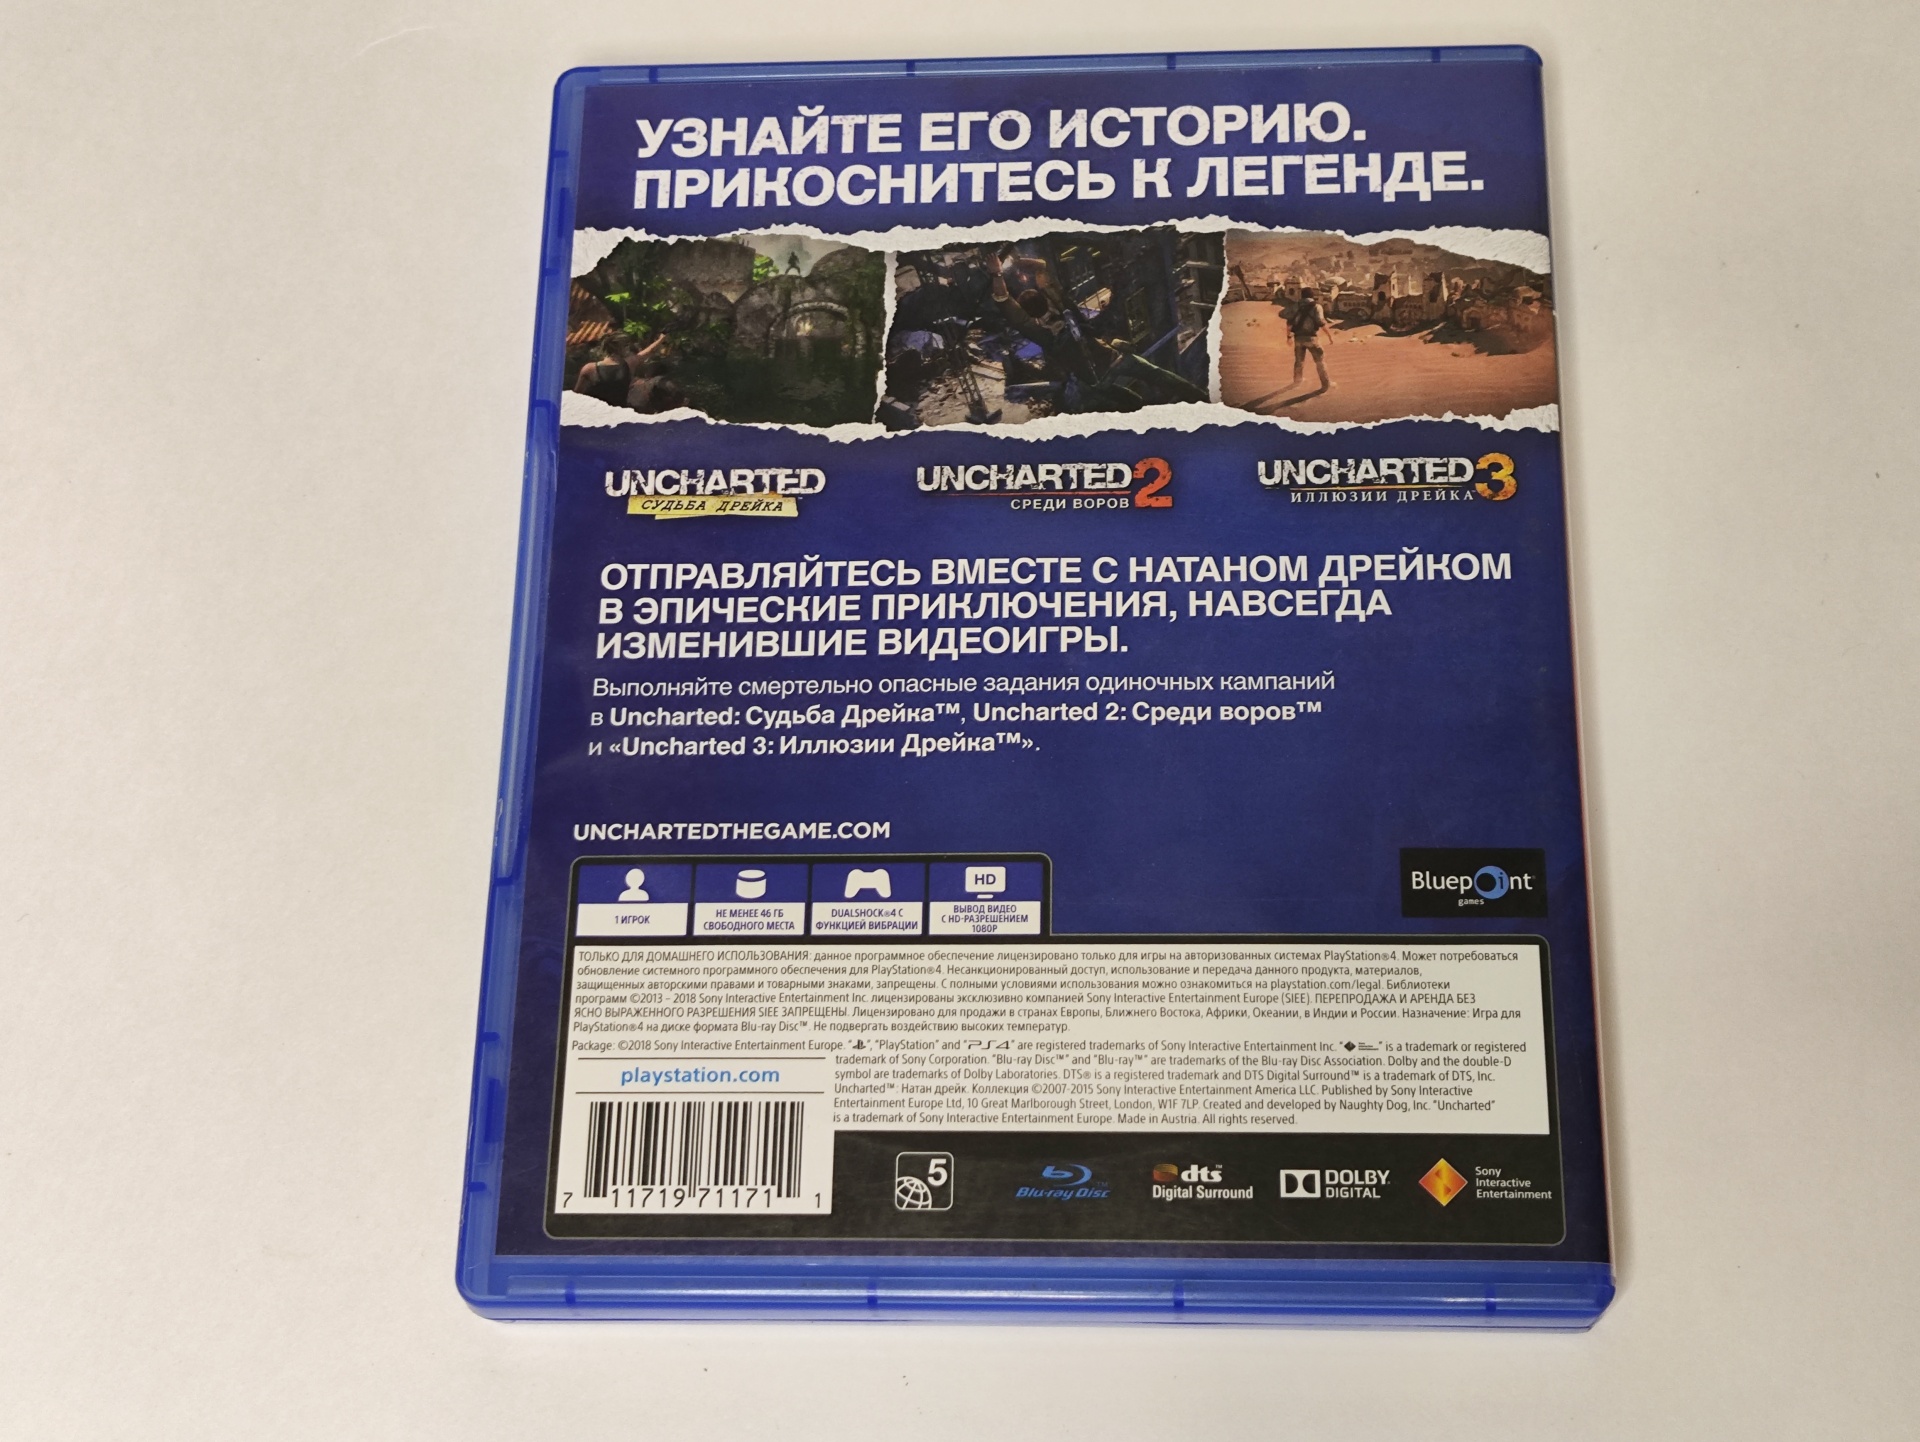 УЗНАЙТЕ ЕГО ИСТОРИЮ.
ПРИКОСНИТЕСЬ К ЛЕГЕНДЕ.
UNCHARTED
СУДЬБА ДРЕЙКА™
UNCHARTED 2
СРЕДИ ВОРОВ
UNCHARTED 3
ИЛЛЮЗИИ ДРЕЙКА™
ОТПРАВЛЯЙТЕСЬ ВМЕСТЕ С НАТАНОМ ДРЕЙКОМ
В ЭПИЧЕСКИЕ ПРИКЛЮЧЕНИЯ, НАВСЕГДА
ИЗМЕНИВШИЕ ВИДЕОИГРЫ.
Выполняйте смертельно опасные задания одиночных кампаний
в Uncharted: Судьба Дрейка™, Uncharted 2: Среди воров™
и «Uncharted 3: Иллюзии Дрейка™».
UNCHARTEDTHEGAME.COM
Bluepoint
games
HD
1 ИГРОК
НЕ МЕНЕЕ 46 ГБ
СВОБОДНОГО МЕСТА
DUALSHOCK®4 С
ФУНКЦИЕЙ ВИБРАЦИИ
ВЫВОД ВИДЕО
С HD-РАЗРЕШЕНИЕМ
1080P
ТОЛЬКО ДЛЯ ДОМАШНЕГО ИСПОЛЬЗОВАНИЯ: данное программное обеспечение лицензировано только для игры на авторизованных системах PlayStation®4. Может потребоваться
обновление системного программного обеспечения для PlayStation®4. Несанкционированный доступ, использование и передача данного продукта, материалов,
защищенных авторскими правами и товарными знаками, запрещены. С полными условиями использования можно ознакомиться на playstation.com/legal. Библиотеки
программ ©2013 - 2018 Sony Interactive Entertainment Inc. лицензированы эксклюзивно компанией Sony Interactive Entertainment Europe (SIEE). ПЕРЕПРОДАЖА И АРЕНДА БЕЗ
ЯСНО ВЫРАЖЕННОГО РАЗРЕШЕНИЯ SIEE ЗАПРЕЩЕНЫ. Лицензировано для продажи в странах Европы, Ближнего Востока, Африки, Океании, в Индии и России. Назначение: Игра для
PlayStation®4 на диске формата Blu-ray Disc™. Не подвергать воздействию высоких температур.
Package: ©2018 Sony Interactive Entertainment Europe. "", "PlayStation" and "PS4" are registered trademarks of Sony Interactive Entertainment Inc. "" is a trademark or registered
trademark of Sony Corporation. "Blu-ray Disc™" and "Blu-ray™" are trademarks of the Blu-ray Disc Association. Dolby and the double-D
symbol are trademarks of Dolby Laboratories. DTS® is a registered trademark and DTS Digital Surround™ is a trademark of DTS, Inc.
Uncharted™: Натан дрейк. Коллекция ©2007-2015 Sony Interactive Entertainment America LLC. Published by Sony Interactive
Entertainment Europe Ltd, 10 Great Marlborough Street, London, W1F 7LP. Created and developed by Naughty Dog, Inc. "Uncharted"
is a trademark of Sony Interactive Entertainment Europe. Made in Austria. All rights reserved.
playstation.com
7 11719 71171 1
5
Blu-ray Disc™
dts™
Digital Surround
DOLBY
DIGITAL
Sony
Interactive
Entertainment